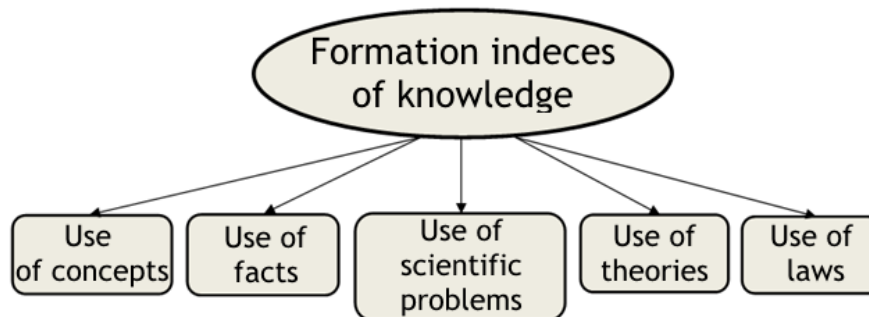 Formation indeces
of knowledge
Use
of concepts
Use of
facts
Use of
scientific
problems
Use of
theories
Use of
laws